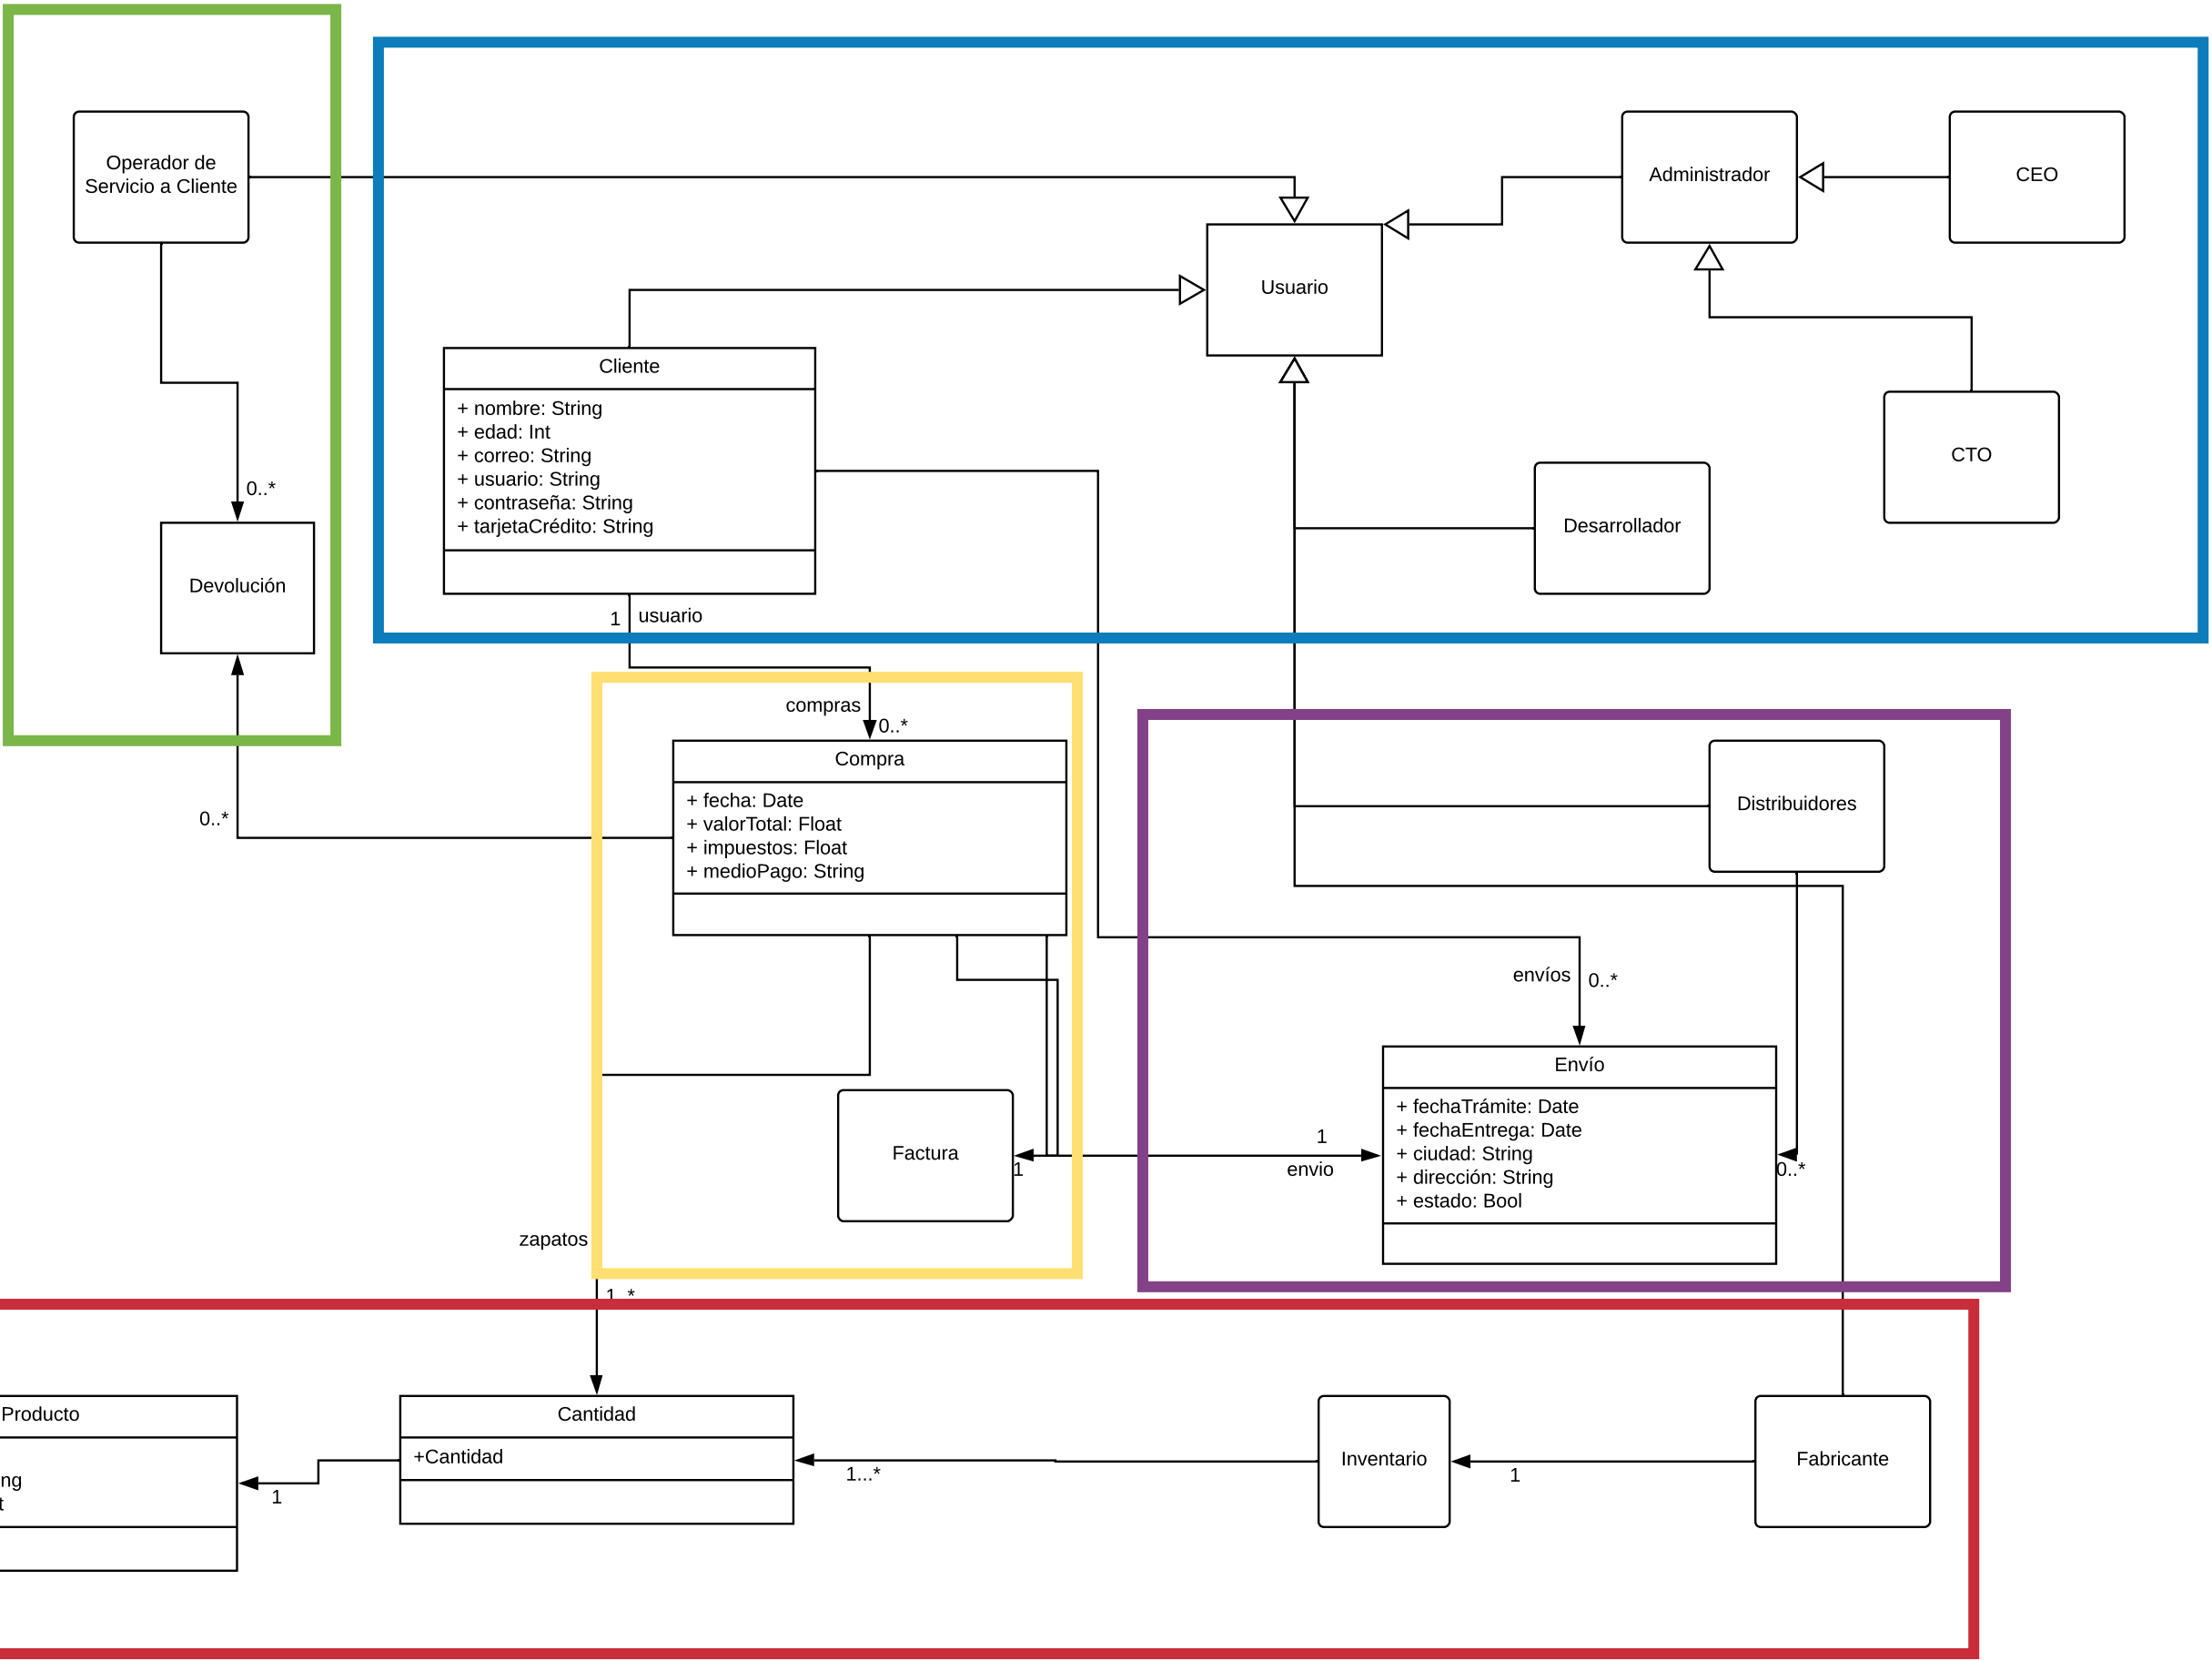 Operador de
Servicio a Cliente
Administrador
CEO
Usuario
Cliente
+ nombre: String
+ edad: Int
+ correo: String
+ usuario: String
+ contraseña: String
+ tarjetaCrédito: String
CTO
Desarrollador
0..*
Devolución
1
usuario
compras
0..*
Compra
+ fecha: Date
+ valorTotal: Float
+ impuestos: Float
+ medioPago: String
Distribuidores
0..*
envíos
0..*
Envío
+ fechaTrámite: Date
+ fechaEntrega: Date
+ ciudad: String
+ dirección: String
+ estado: Bool
Factura
1
1
envio
0..*
zapatos
1..*
Producto
ng
t
Cantidad
+Cantidad
1
1...*
Inventario
1
Fabricante